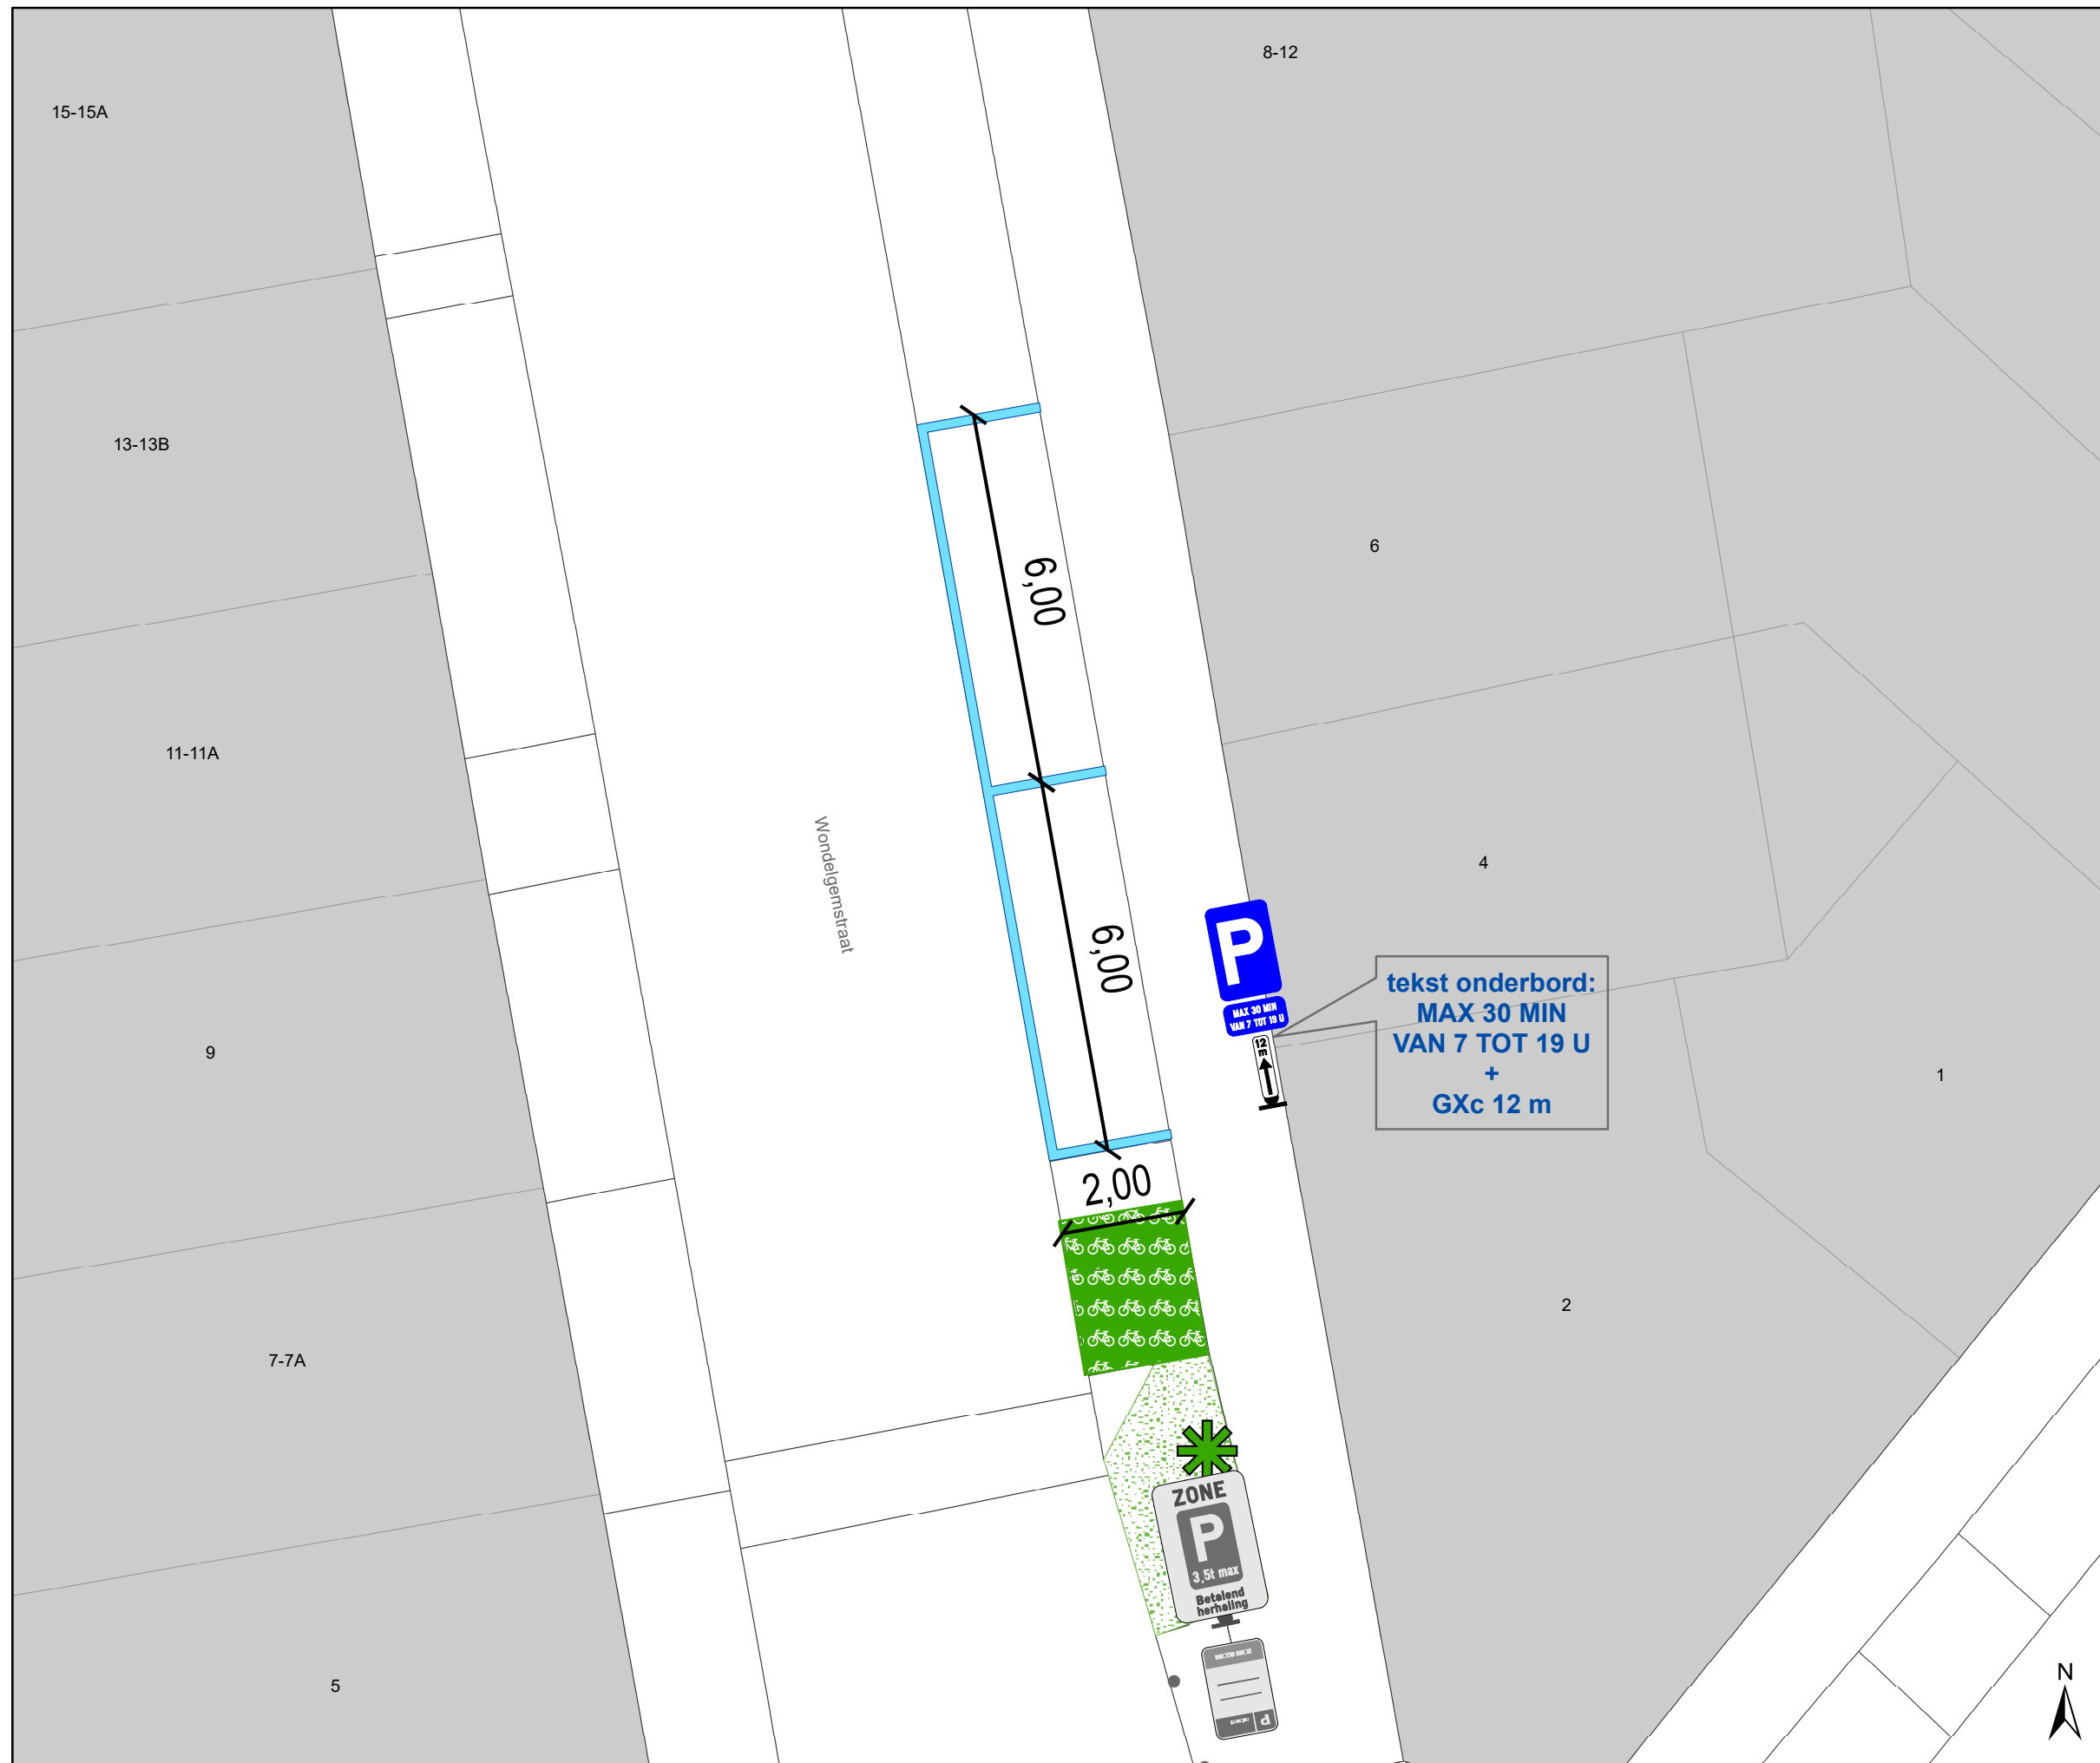 8-12
15-15A
13-13B
6,00
6
11-11A
Wondelgemstraat
4
6,00
P
MAX 30 MIN
VAN 7 TOT 19 U
12
m
tekst onderbord:
MAX 30 MIN
VAN 7 TOT 19 U
+
GXc 12 m
9
1
2,00
2
7-7A
ZONE
P
3,5t max
Betalend
herhaling
5
P
N